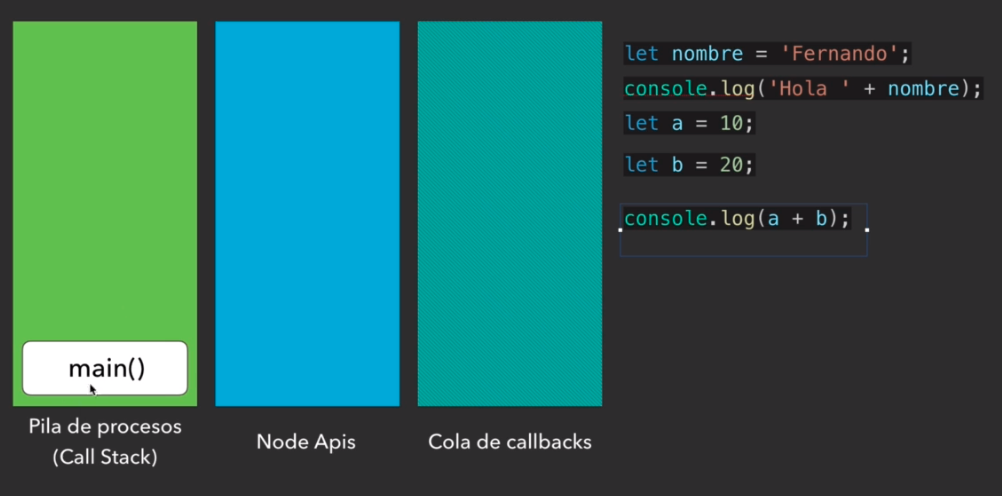 let nombre = 'Fernando';
console.log('Hola ' + nombre);
let a = 10;
let b = 20;
console.log(a + b);
main()
Pila de procesos
(Call Stack)
Node Apis
Cola de callbacks